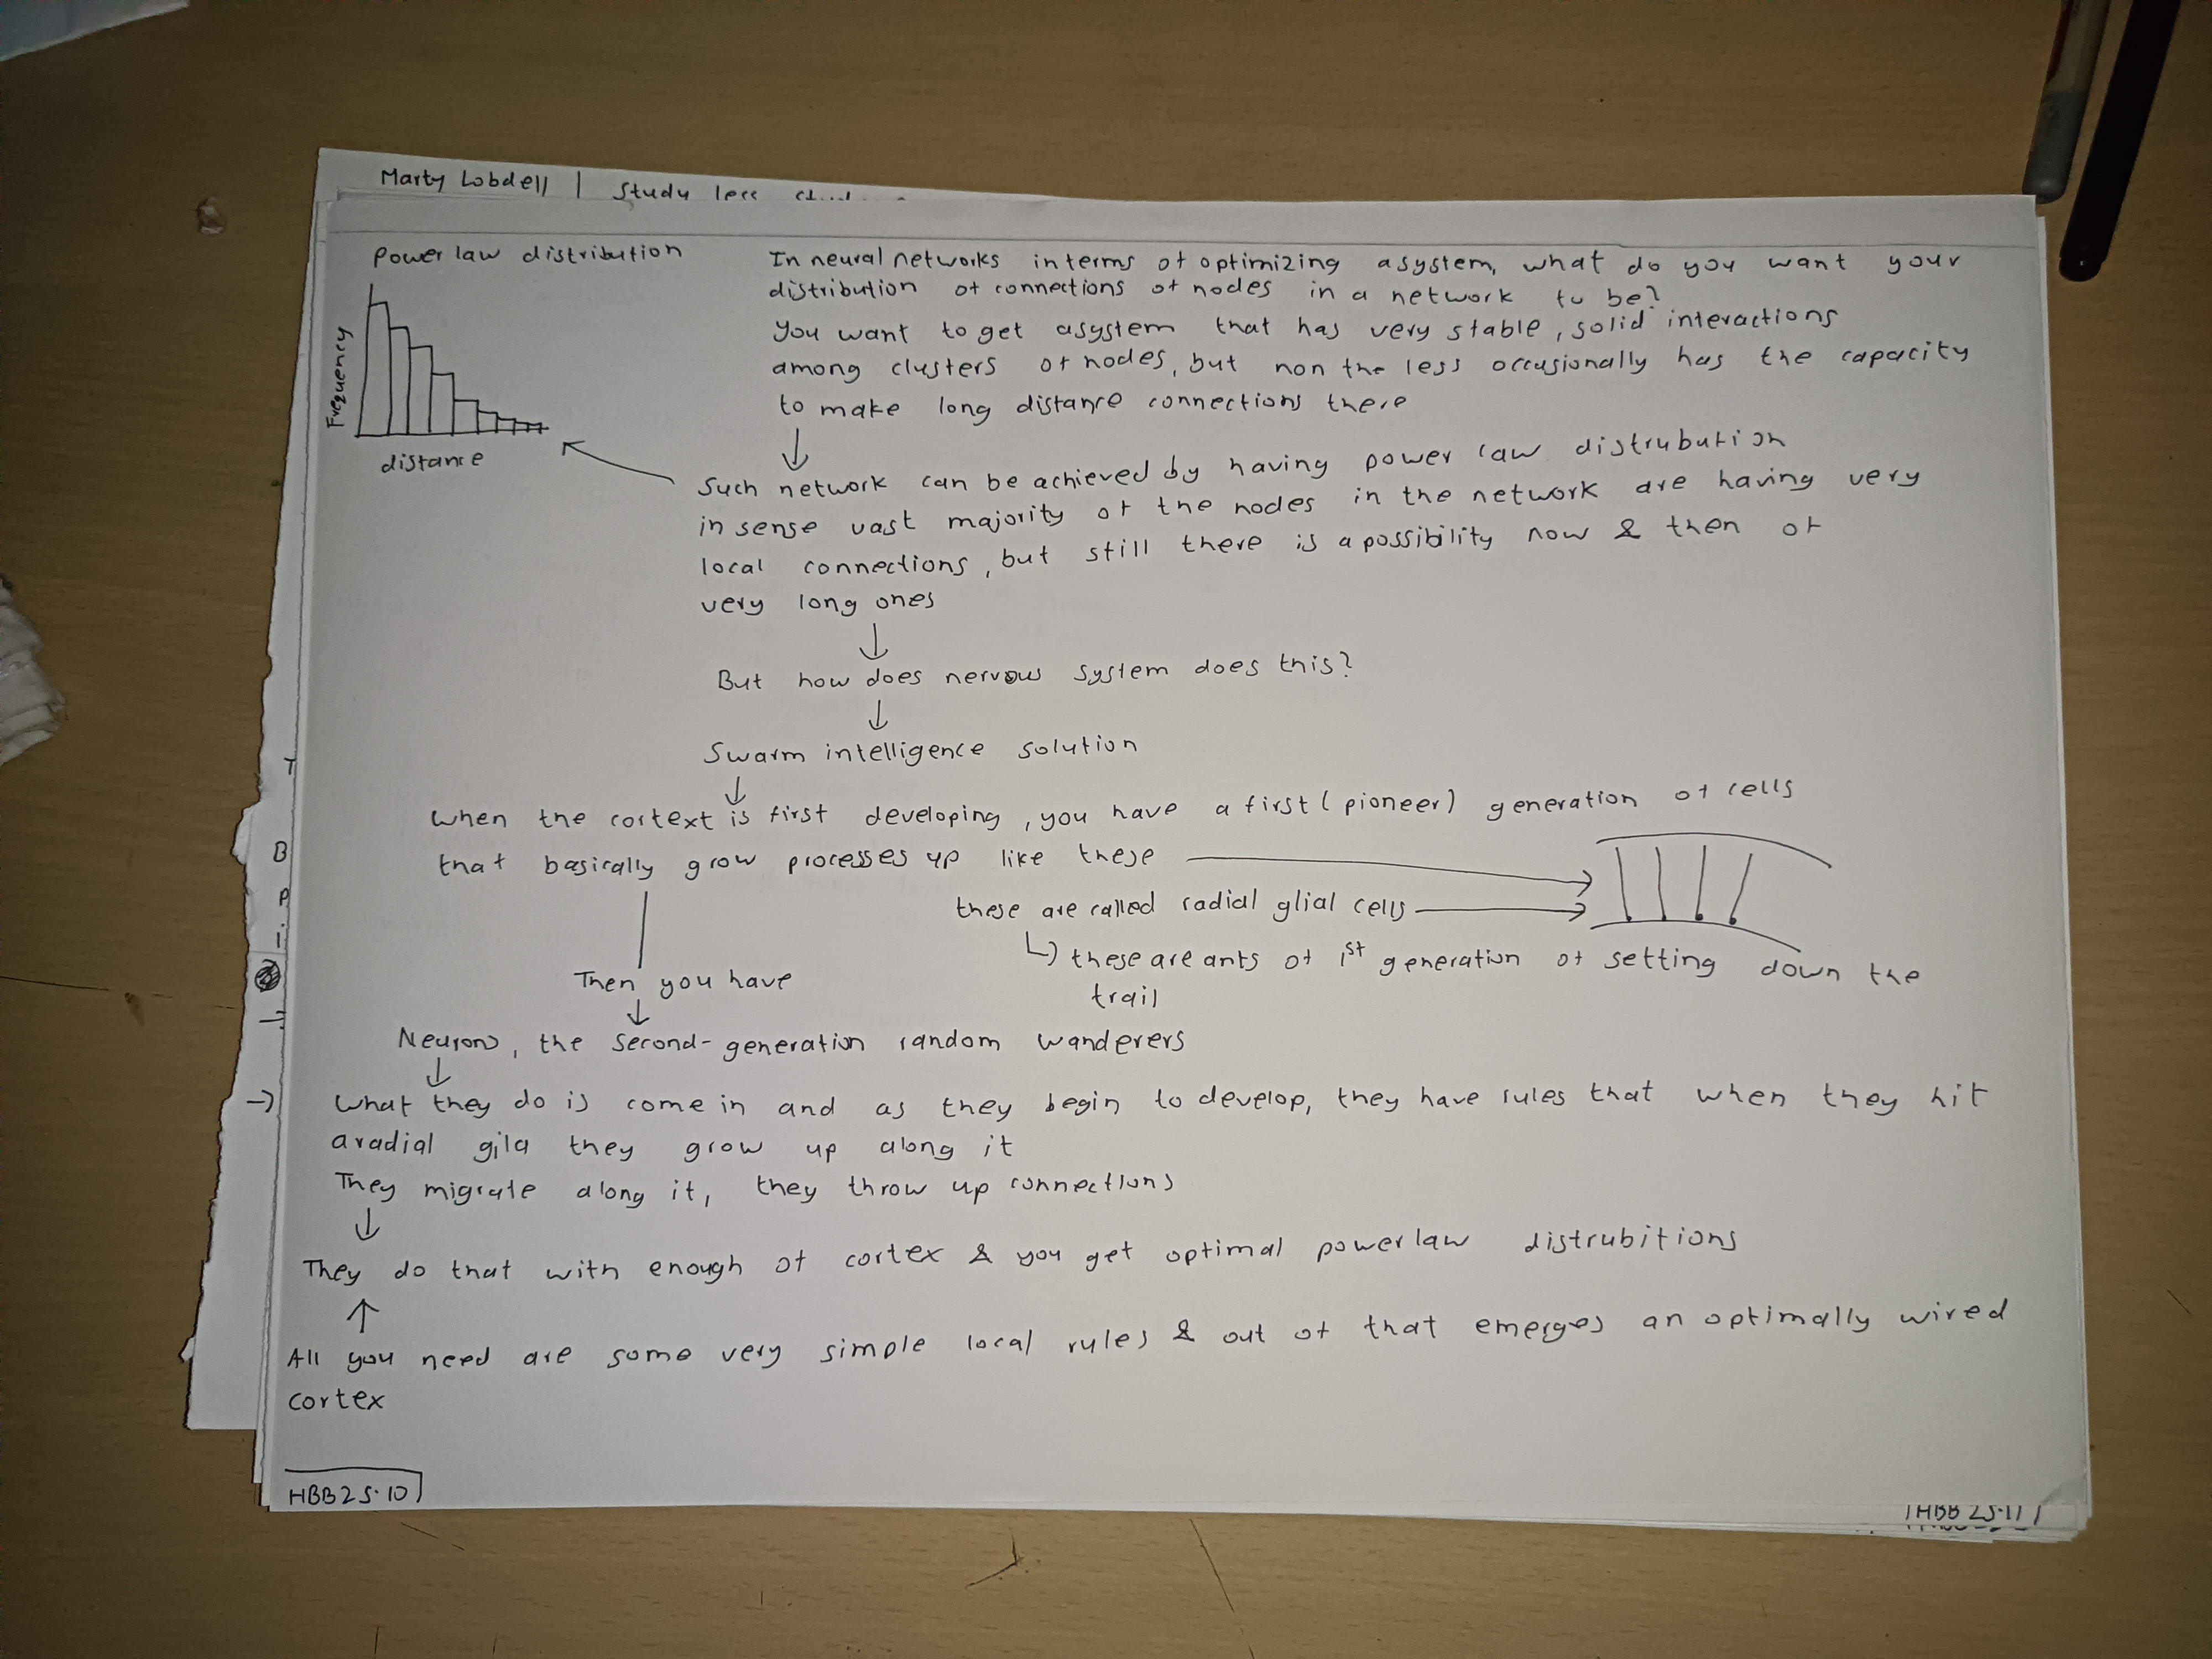 Marty Lobdell | Study less
Power law distribution
Frequency
distance
In neural networks in terms of optimizing a system, what do you want your
distribution of connections of nodes in a network to be?
You want to get a system that has very stable, solid interactions
among clusters of nodes, but non the less occasionally has the capacity
to make long distance connections there
Such network can be achieved by having power law distrubution
in sense vast majority of the nodes in the network are having very
local connections, but still there is a possibility now & then of
very long ones
But how does nervous system does this?
Swarm intelligence solution
When the cortext is first developing, you have a first (pioneer) generation of cells
that basically grow processes up like these
these are called radial glial cells
these are ants of 1st generation of setting down the
trail
Then you have
Neurons, the second-generation random wanderers
What they do is come in and as they begin to develop, they have rules that when they hit
a radial gila they grow up along it
They migrate along it, they throw up connections
They do that with enough of cortex & you get optimal power law distrubitions
All you need are some very simple local rules & out of that emerges an optimally wired
cortex
HBB25.10
HBB 25.11
T
B
P